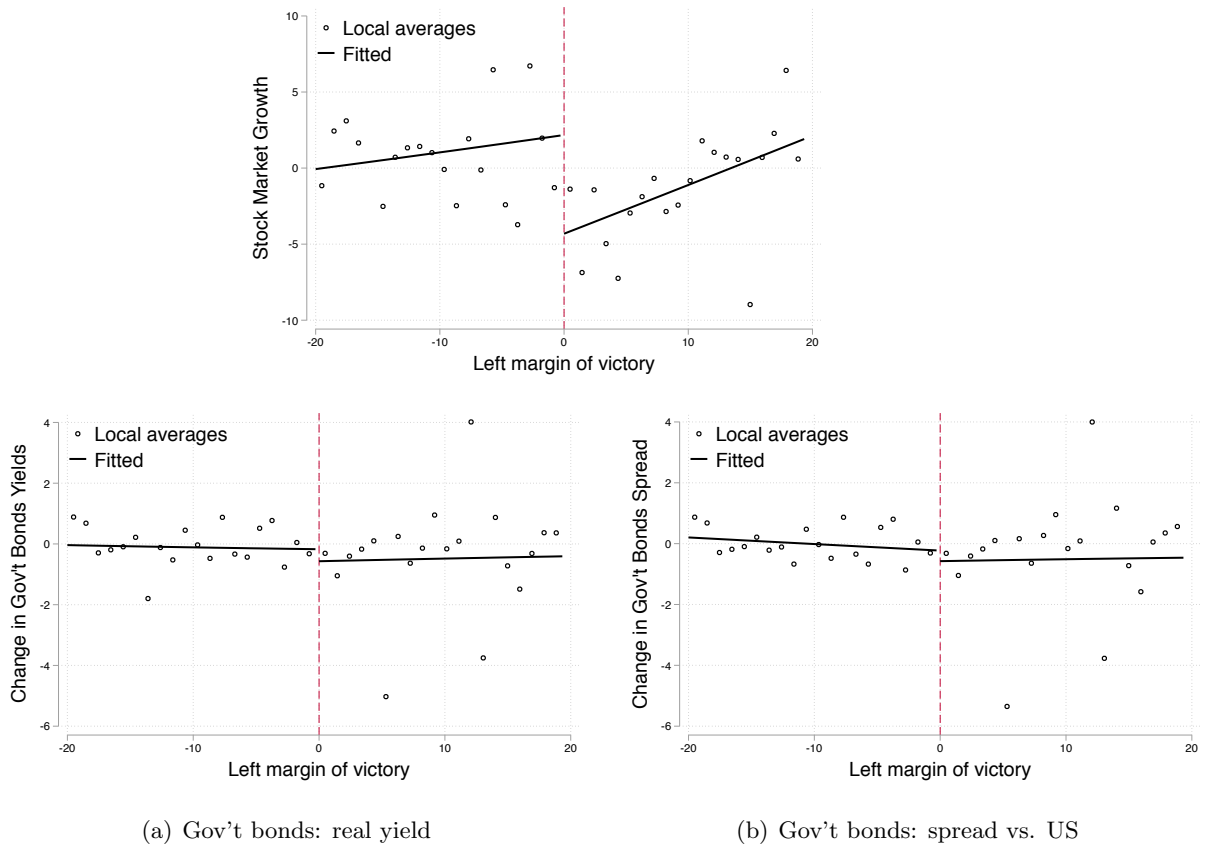 Stock Market Growth
10
5
0
-5
-10
Local averages
Fitted
-20
-10
0
10
20
Left margin of victory
Change in Gov't Bonds Yields
4
2
0
-2
-4
-6
Local averages
Fitted
-20
-10
0
10
20
Left margin of victory
(a) Gov't bonds: real yield
Change in Gov't Bonds Spread
4
2
0
-2
-4
-6
Local averages
Fitted
-20
-10
0
10
20
Left margin of victory
(b) Gov't bonds: spread vs. US